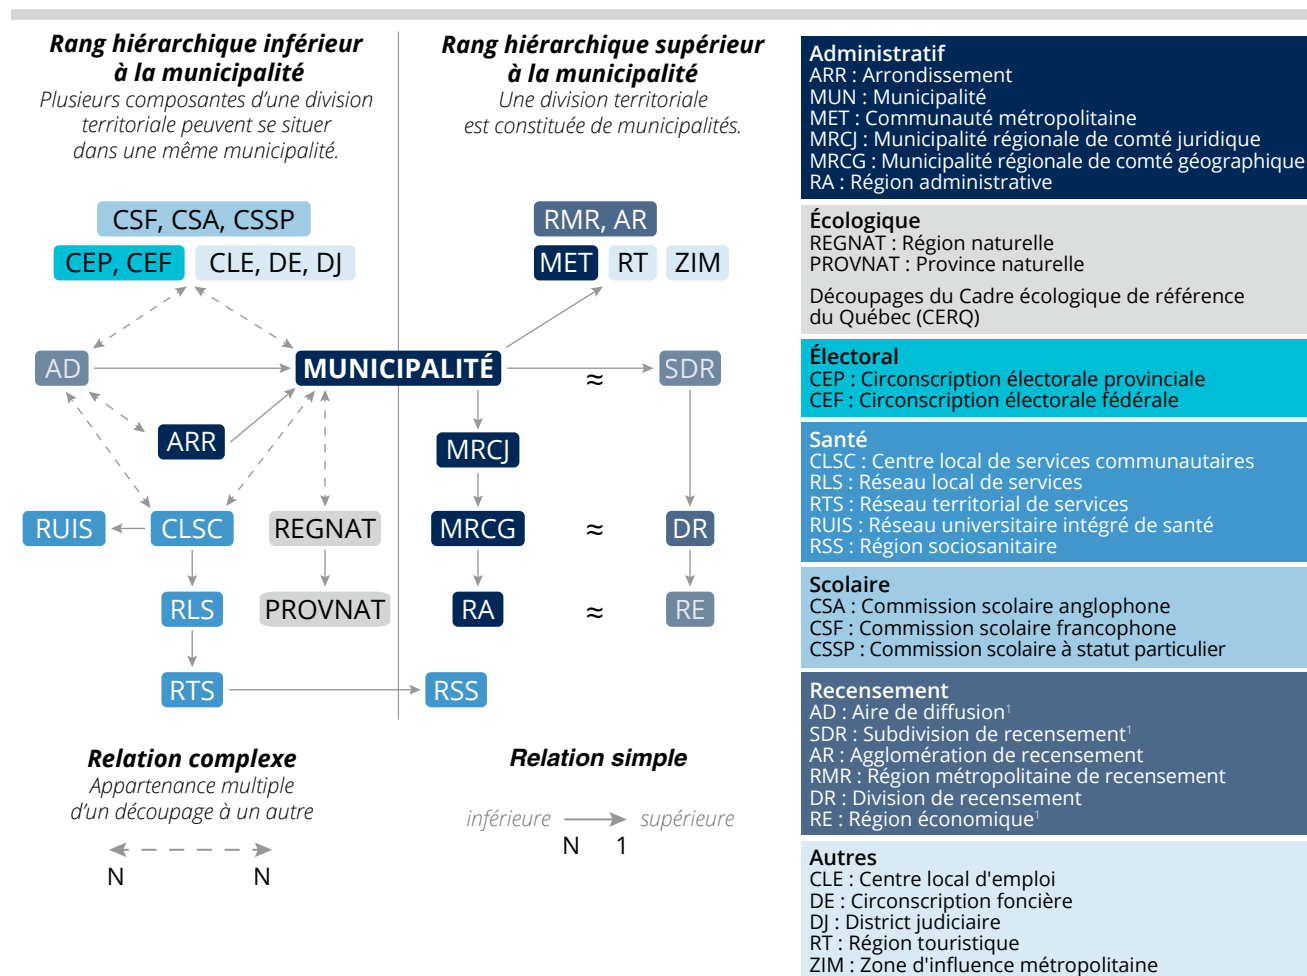 Rang hiérarchique inférieur
à la municipalité
Plusieurs composantes d'une division
territoriale peuvent se situer
dans une même municipalité.
CSF, CSA, CSSP
CEP, CEF
CLE, DE, DJ
Rang hiérarchique supérieur
à la municipalité
Une division territoriale
est constituée de municipalités.
RMR, AR
MET
RT
ZIM
AD
MUNICIPALITÉ
≈
SDR
ARR
MRCJ
RUIS
CLSC
REGNAT
MRCG
≈
DR
RLS
PROVNAT
RA
≈
RE
RTS
RSS
Relation complexe
Appartenance multiple
d'un découpage à un autre
N N
Relation simple
inférieure supérieure
N 1
Administratif
ARR : Arrondissement
MUN : Municipalité
MET : Communauté métropolitaine
MRCJ : Municipalité régionale de comté juridique
MRCG : Municipalité régionale de comté géographique
RA : Région administrative
Écologique
REGNAT : Région naturelle
PROVNAT : Province naturelle
Découpages du Cadre écologique de référence
du Québec (CERQ)
Électoral
CEP : Circonscription électorale provinciale
CEF : Circonscription électorale fédérale
Santé
CLSC : Centre local de services communautaires
RLS : Réseau local de services
RTS : Réseau territorial de services
RUIS : Réseau universitaire intégré de santé
RSS : Région sociosanitaire
Scolaire
CSA : Commission scolaire anglophone
CSF : Commission scolaire francophone
CSSP : Commission scolaire à statut particulier
Recensement
AD : Aire de diffusion¹
SDR : Subdivision de recensement¹
AR : Agglomération de recensement
RMR : Région métropolitaine de recensement
DR : Division de recensement
RE : Région économique¹
Autres
CLE : Centre local d'emploi
DE : Circonscription foncière
DJ : District judiciaire
RT : Région touristique
ZIM : Zone d'influence métropolitaine